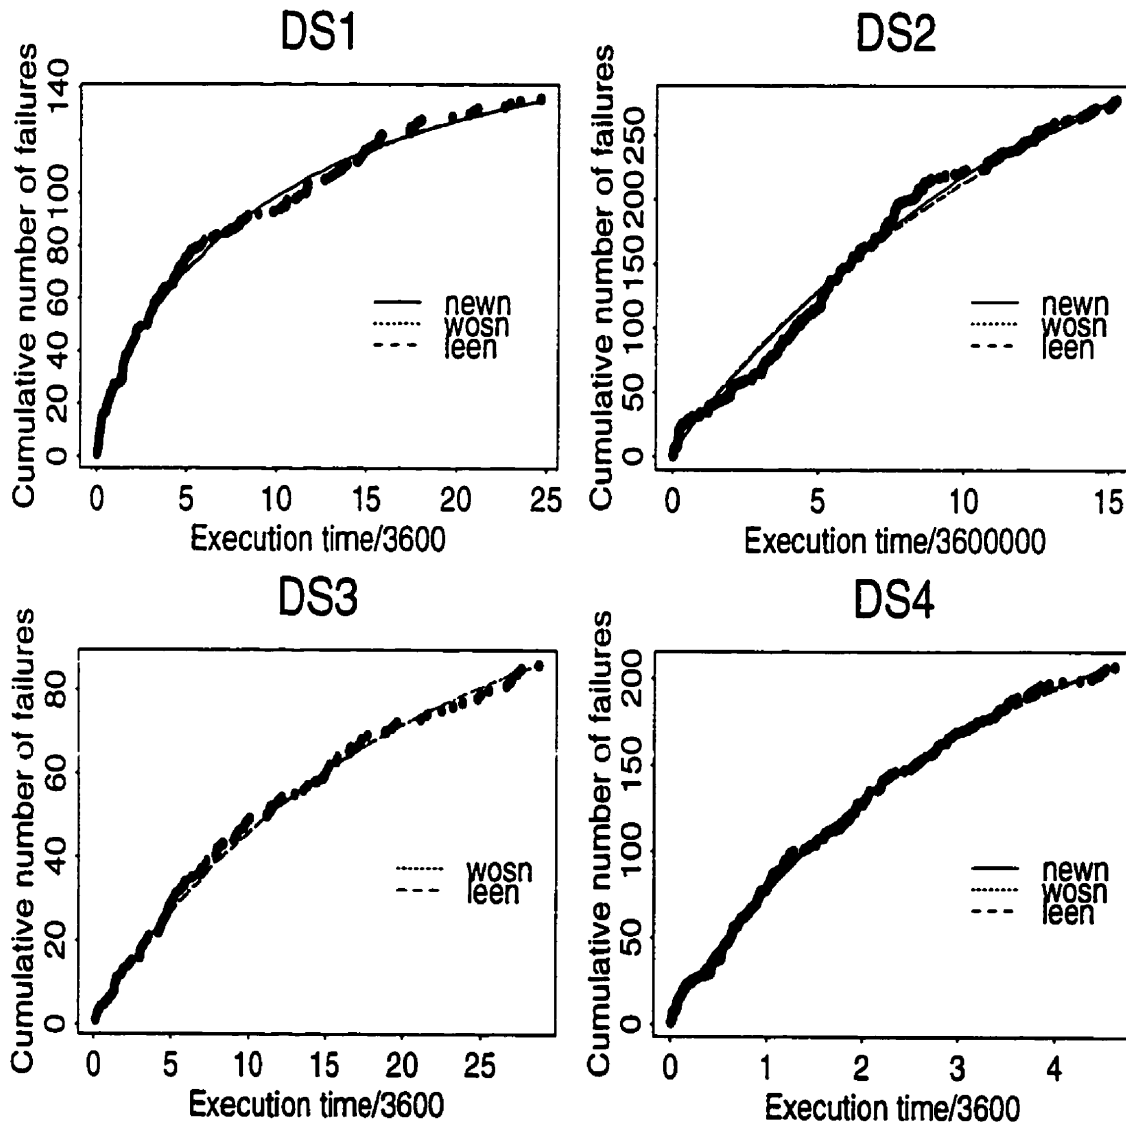 DS1
Cumulative number of failures
0 20 40 60 80 100 140
newn
wosn
leen
0 5 10 15 20 25
Execution time/3600
DS2
Cumulative number of failures
0 50 100 150 200 250
newn
wosn
leen
0 5 10 15
Execution time/3600000
DS3
Cumulative number of failures
0 20 40 60 80
wosn
leen
0 5 10 15 20 25
Execution time/3600
DS4
Cumulative number of failures
0 50 100 150 200
newn
wosn
leen
0 1 2 3 4
Execution time/3600